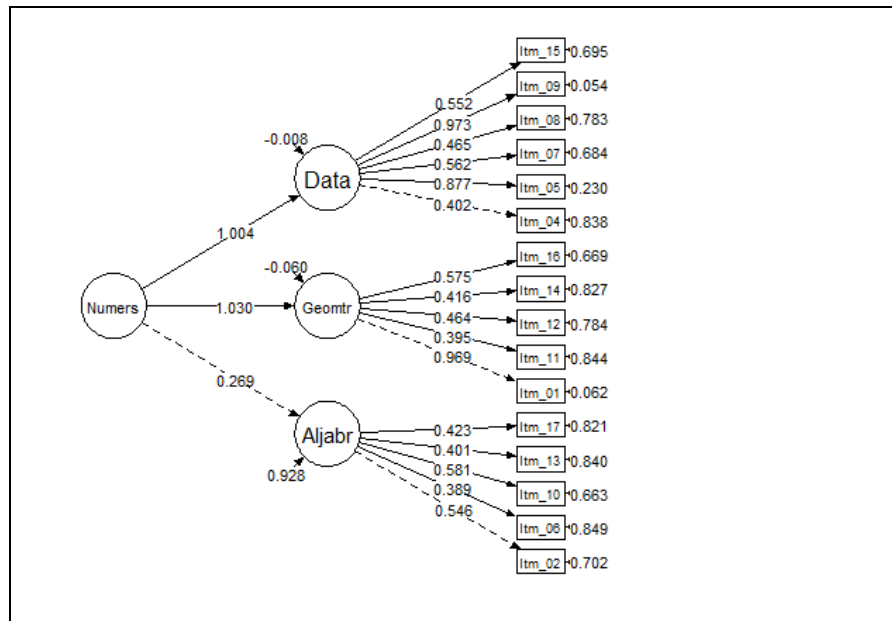 Itm_15 0.695
0.552
Itm_09 0.054
0.973
Itm_08 0.783
0.465
-0.008
Data
Itm_07 0.684
0.562
Itm_05 0.230
0.877
Itm_04 0.838
0.402
1.004
Itm_16 0.669
0.575
-0.060
Itm_14 0.827
0.416
Numers
1.030
Geomtr
Itm_12 0.784
0.464
Itm_11 0.844
0.395
Itm_01 0.062
0.969
0.269
Itm_17 0.821
0.423
Aljabr
Itm_13 0.840
0.401
0.928
Itm_10 0.663
0.581
Itm_06 0.849
0.389
Itm_02 0.702
0.546